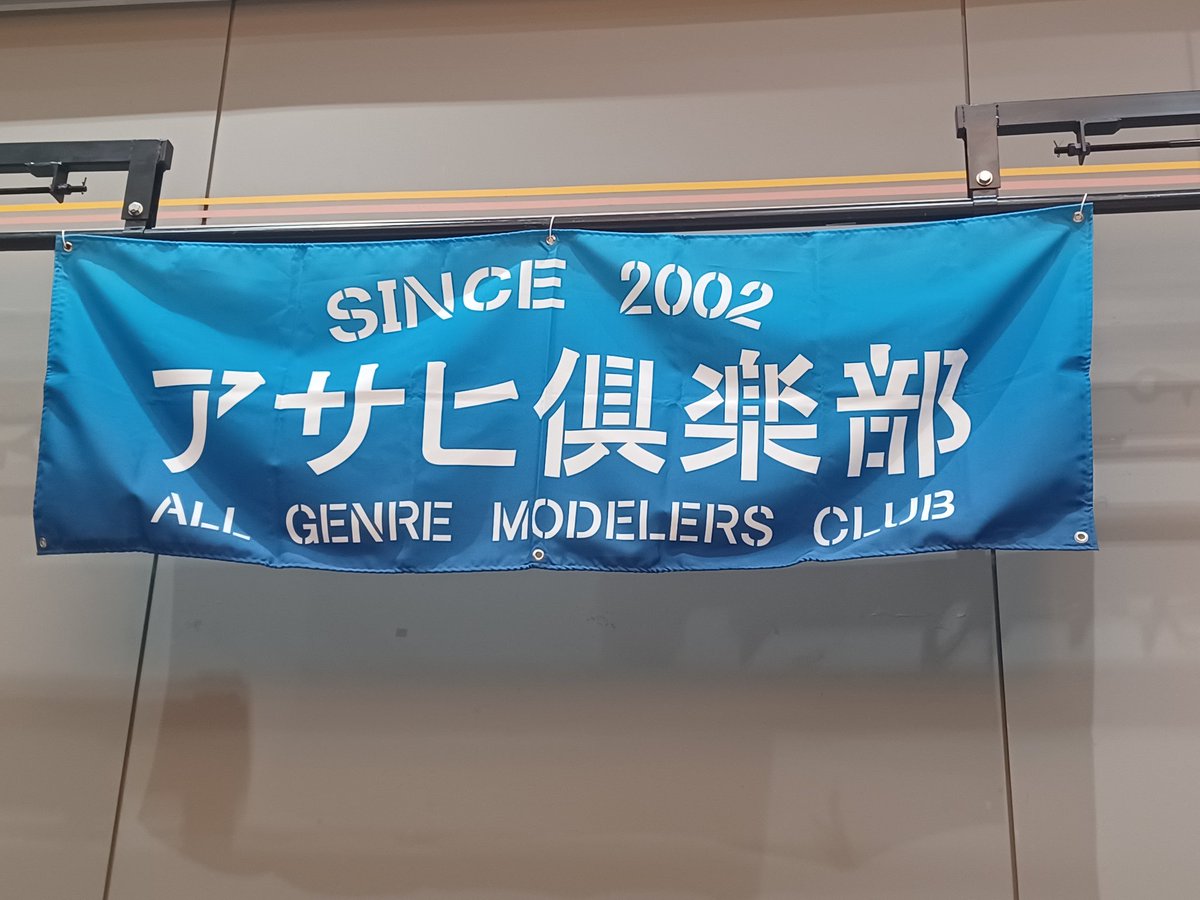 SINCE 2002
アサヒ倶楽部
ALL GENRE MODELERS CLUB